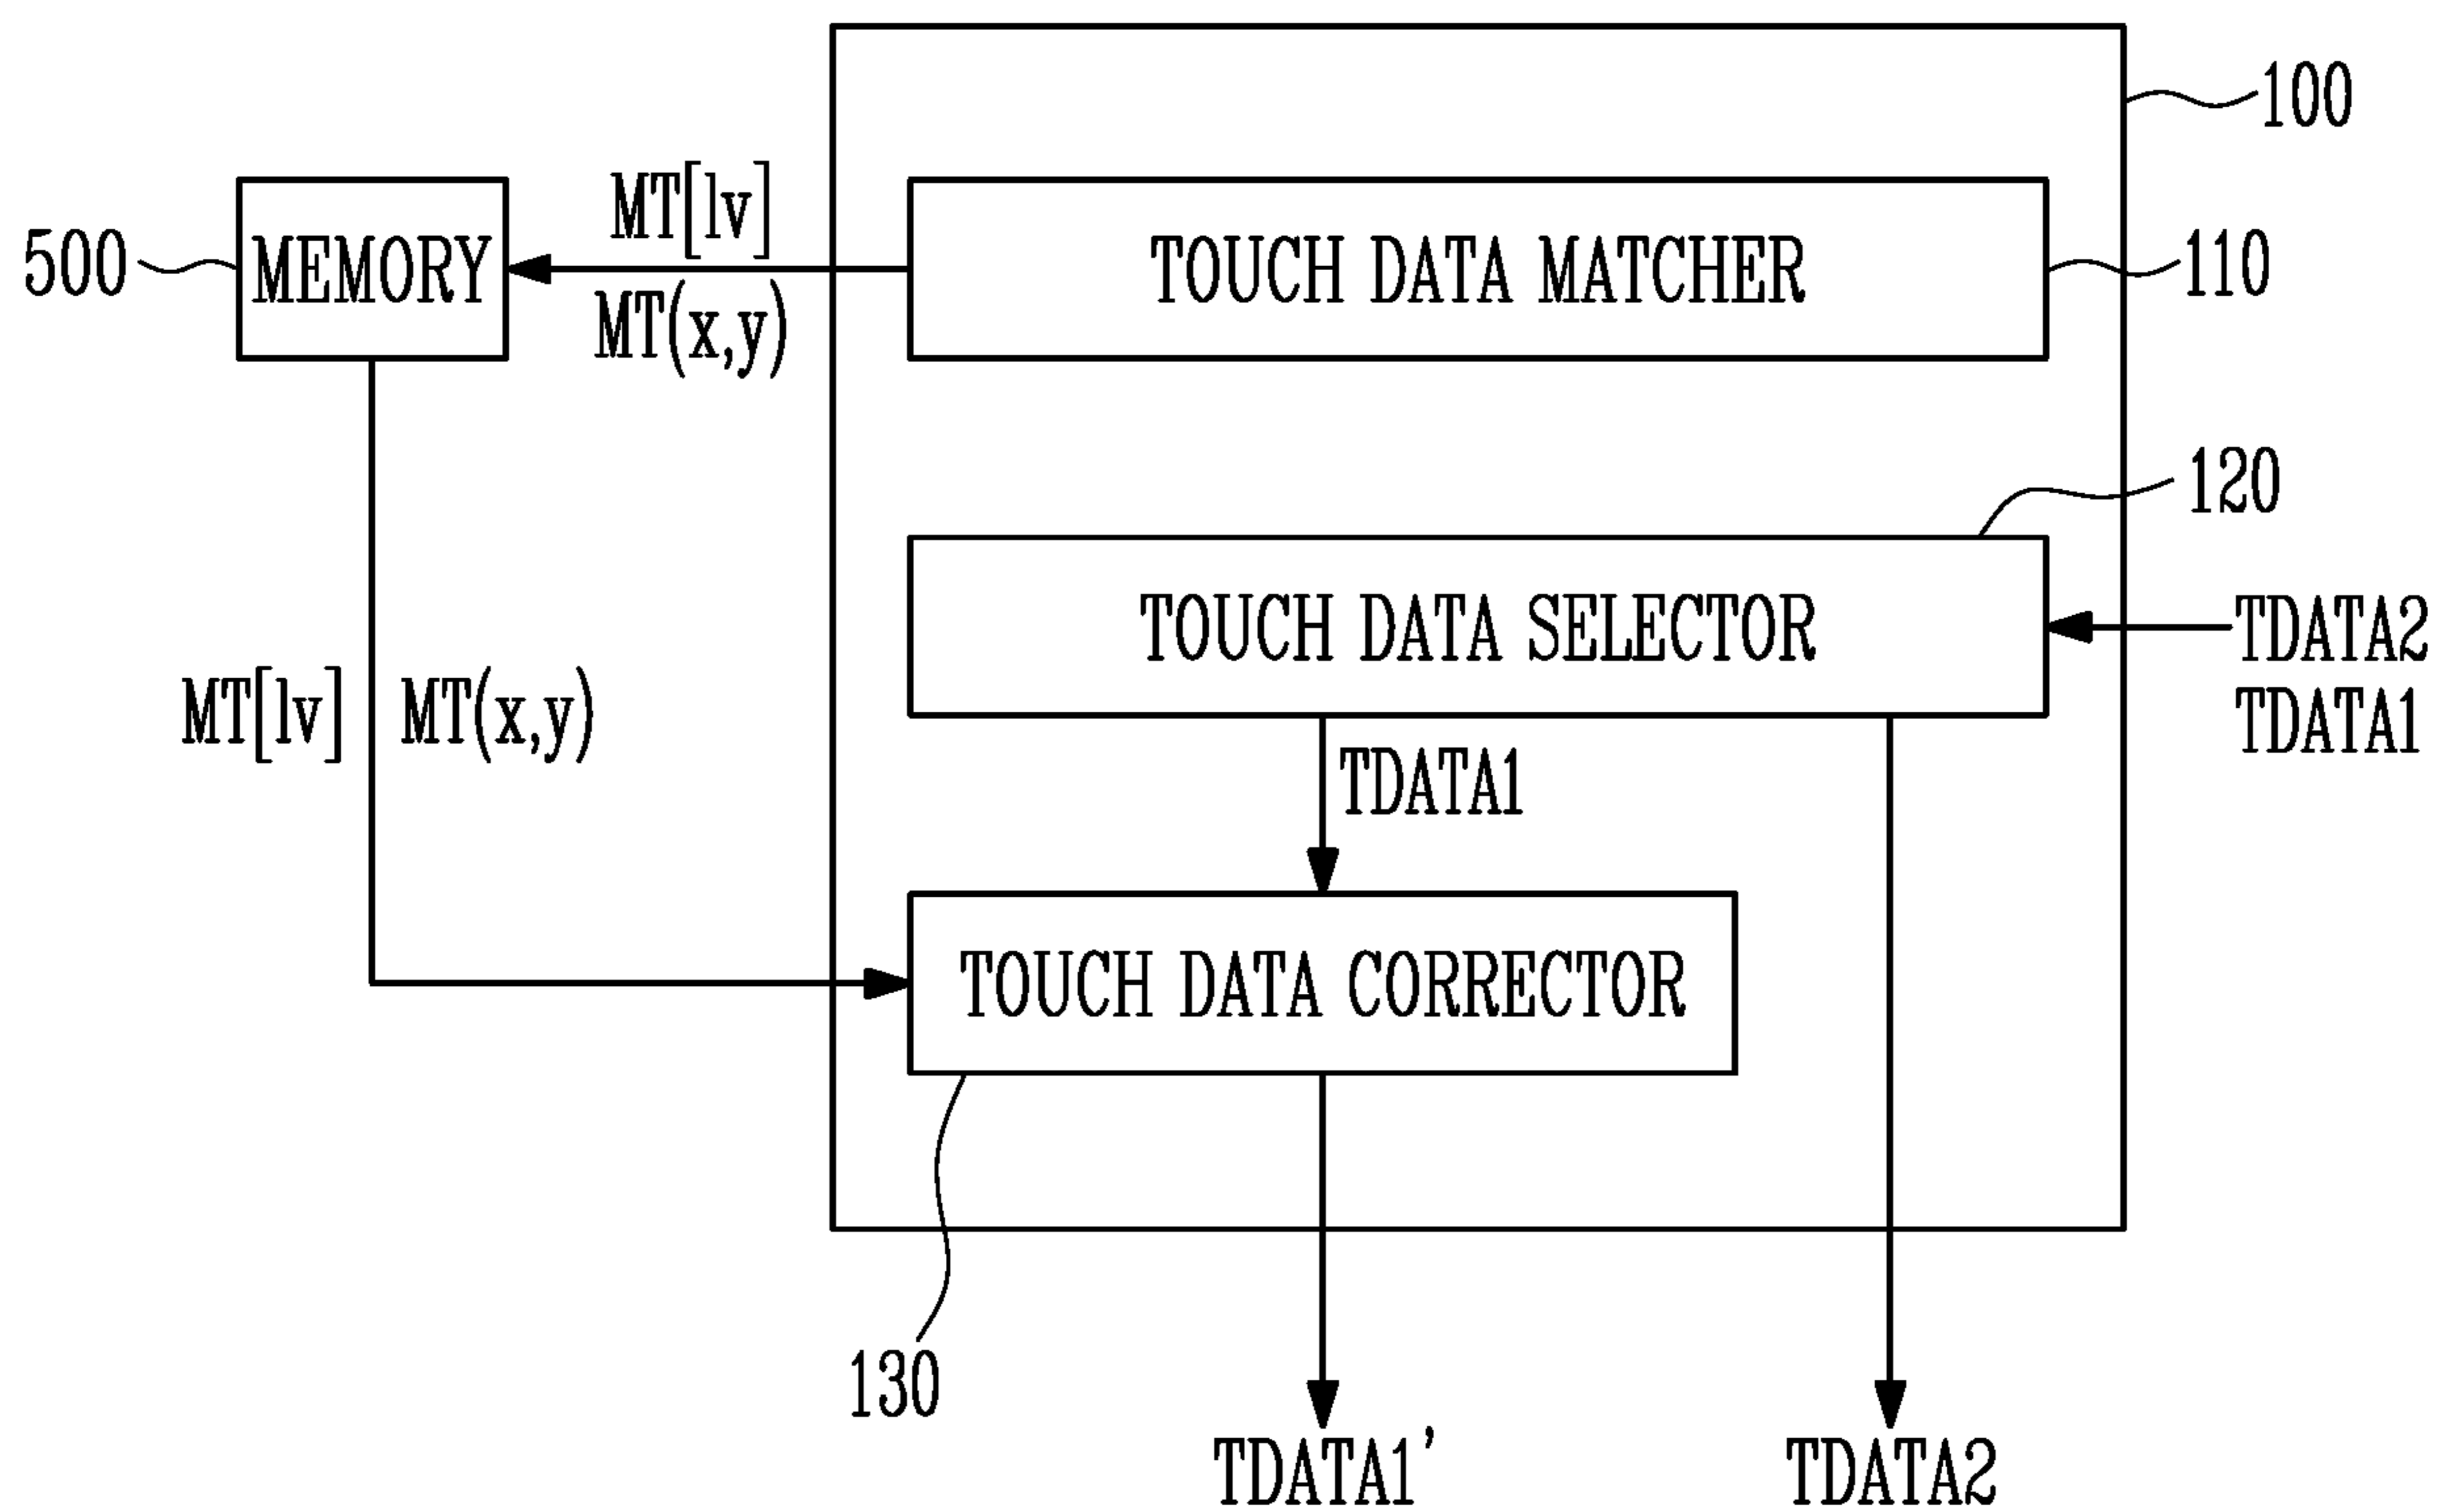 100
MT[lv]
500
MEMORY
TOUCH DATA MATCHER
110
MT(x,y)
120
TOUCH DATA SELECTOR
TDATA2
TDATA1
MT[lv]
MT(x,y)
TDATA1
TOUCH DATA CORRECTOR
130
TDATA1'
TDATA2